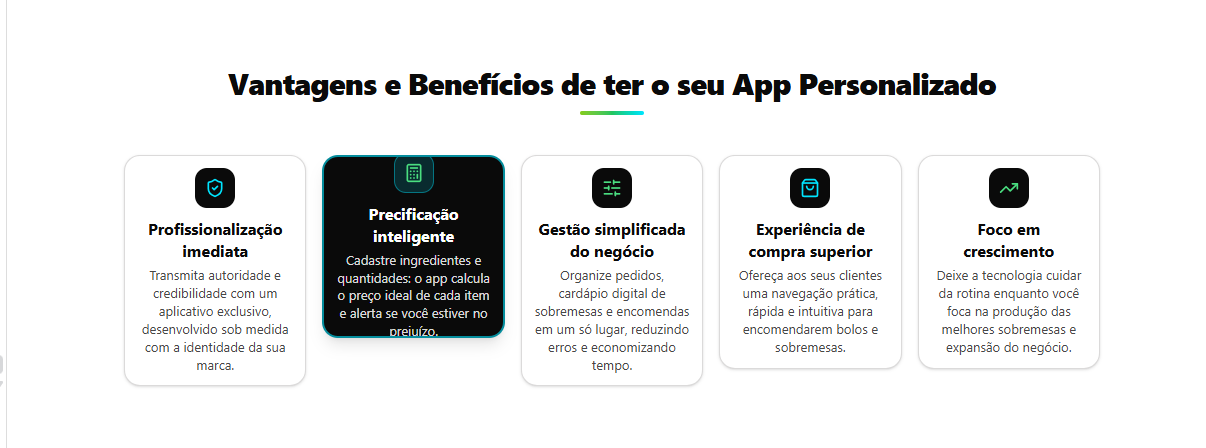 Vantagens e Benefícios de ter o seu App Personalizado
Profissionalização
imediata
Transmita autoridade e
credibilidade com um
aplicativo exclusivo,
desenvolvido sob medida
com a identidade da sua
marca.
Precificação
inteligente
Cadastre ingredientes e
quantidades: o app calcula
o preço ideal de cada item
e alerta se você estiver no
prejuízo.
Gestão simplificada
do negócio
Organize pedidos,
cardápio digital de
sobremesas e encomendas
em um só lugar, reduzindo
erros e economizando
tempo.
Experiência de
compra superior
Ofereça aos seus clientes
uma navegação prática,
rápida e intuitiva para
encomendarem bolos e
sobremesas.
Foco em
crescimento
Deixe a tecnologia cuidar
da rotina enquanto você
foca na produção das
melhores sobremesas e
expansão do negócio.